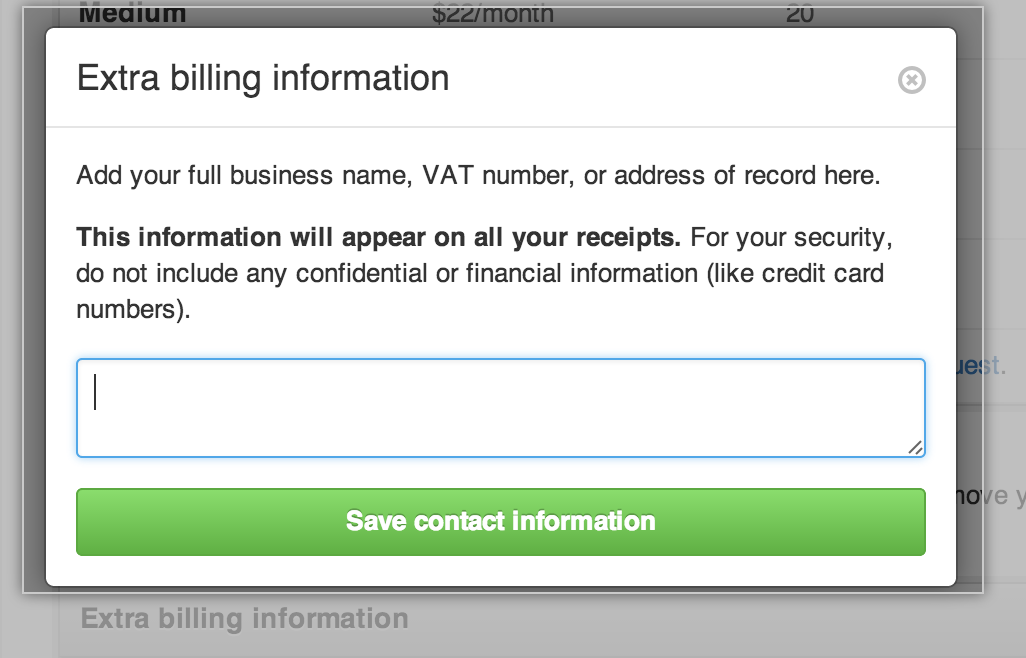 Medium $22/month 20
Extra billing information
Add your full business name, VAT number, or address of record here.
This information will appear on all your receipts. For your security,
do not include any confidential or financial information (like credit card
numbers).
Save contact information
Extra billing information